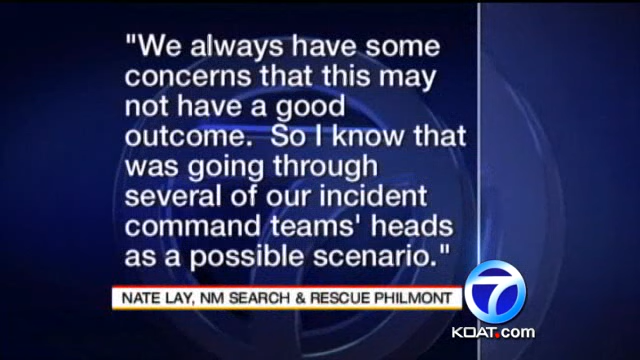 "We always have some
concerns that this may
not have a good
outcome.  So I know that
was going through
several of our incident
command teams' heads
as a possible scenario."
NATE LAY, NM SEARCH & RESCUE PHILMONT
7
KOAT.com